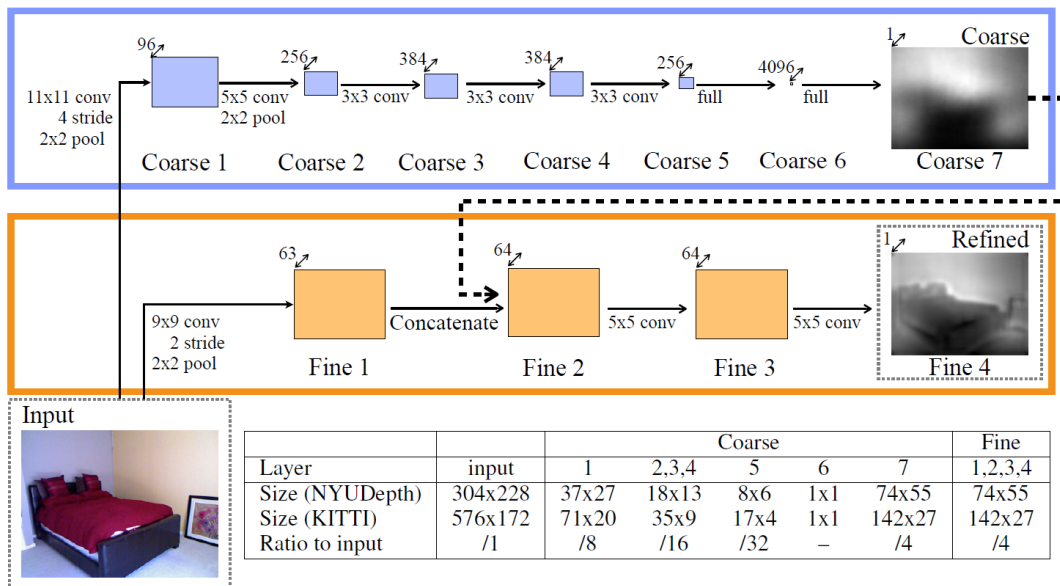 96
256
384
384
256
4096
1
Coarse
11x11 conv
4 stride
2x2 pool
5x5 conv
2x2 pool
3x3 conv
3x3 conv
3x3 conv
full
full
Coarse 1
Coarse 2
Coarse 3
Coarse 4
Coarse 5
Coarse 6
Coarse 7
63
64
64
1
Refined
9x9 conv
2 stride
2x2 pool
Concatenate
5x5 conv
5x5 conv
Fine 1
Fine 2
Fine 3
Fine 4
Input
Coarse Fine
Layer input 1 2,3,4 5 6 7 1,2,3,4
Size (NYUDepth) 304x228 37x27 18x13 8x6 1x1 74x55 74x55
Size (KITTI) 576x172 71x20 35x9 17x4 1x1 142x27 142x27
Ratio to input /1 /8 /16 /32 – /4 /4